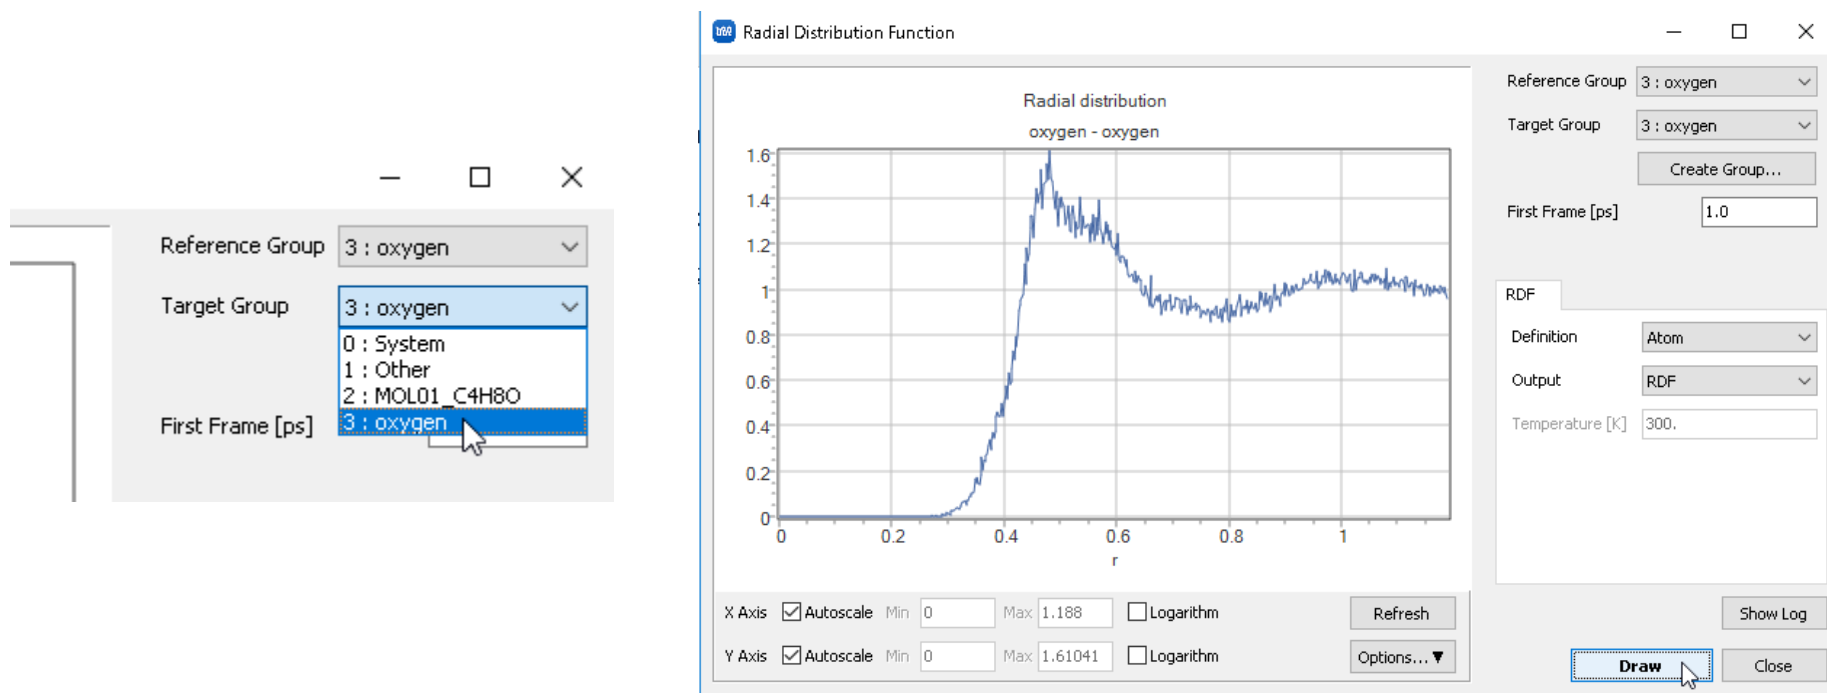 Reference Group 3 : oxygen
Target Group 3 : oxygen
0 : System
1 : Other
2 : MOL01_C4H8O
3 : oxygen
First Frame [ps]
Radial Distribution Function
Radial distribution
oxygen - oxygen
1.6
1.4
1.2
1
0.8
0.6
0.4
0.2
0
0 0.2 0.4 0.6 0.8 1
r
X Axis Autoscale Min 0 Max 1.188 Logarithm Refresh
Y Axis Autoscale Min 0 Max 1.61041 Logarithm Options... ▼
Reference Group 3 : oxygen
Target Group 3 : oxygen
Create Group...
First Frame [ps] 1.0
RDF
Definition Atom
Output RDF
Temperature [K] 300.
Show Log
Draw Close